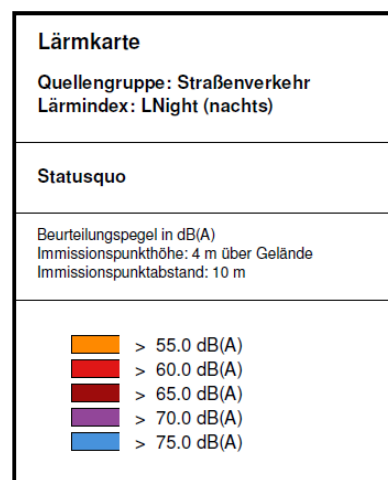 Lärmkarte
Quellengruppe: Straßenverkehr
Lärmindex: LNight (nachts)
Statusquo
Beurteilungspegel in dB(A)
Immissionspunkthöhe: 4 m über Gelände
Immissionspunktabstand: 10 m
> 55.0 dB(A)
> 60.0 dB(A)
> 65.0 dB(A)
> 70.0 dB(A)
> 75.0 dB(A)